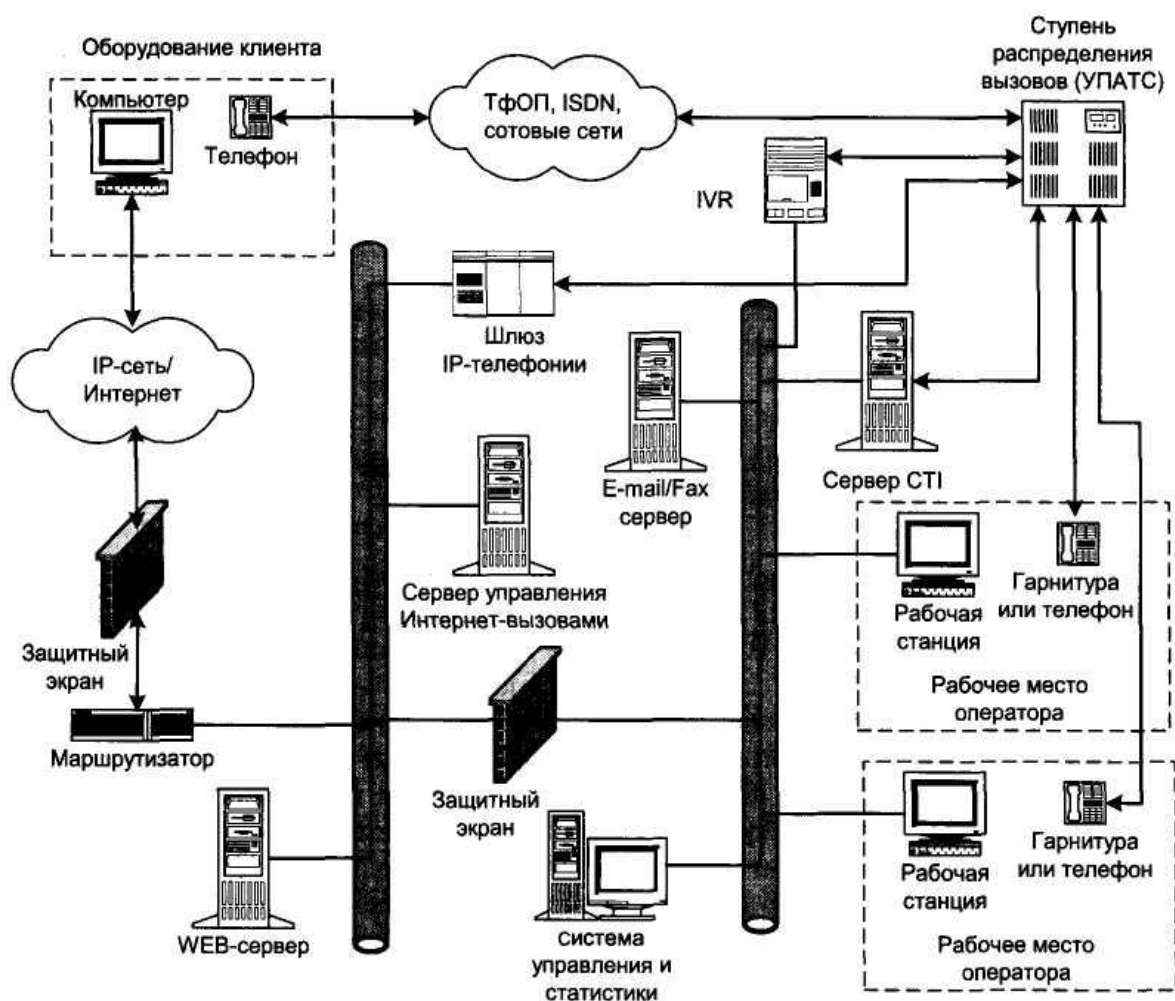 Оборудование клиента
Компьютер
Телефон
ТфОП, ISDN,
сотовые сети
Ступень
распределения
вызовов (УПАТС)
IVR
Шлюз
IP-телефонии
IP-сеть/
Интернет
E-mail/Fax
сервер
Сервер CTI
Сервер управления
Интернет-вызовами
Защитный
экран
Маршрутизатор
Рабочая
станция
Гарнитура
или телефон
Рабочее место
оператора
Защитный
экран
WEB-сервер
система
управления и
статистики
Рабочая
станция
Гарнитура
или телефон
Рабочее место
оператора